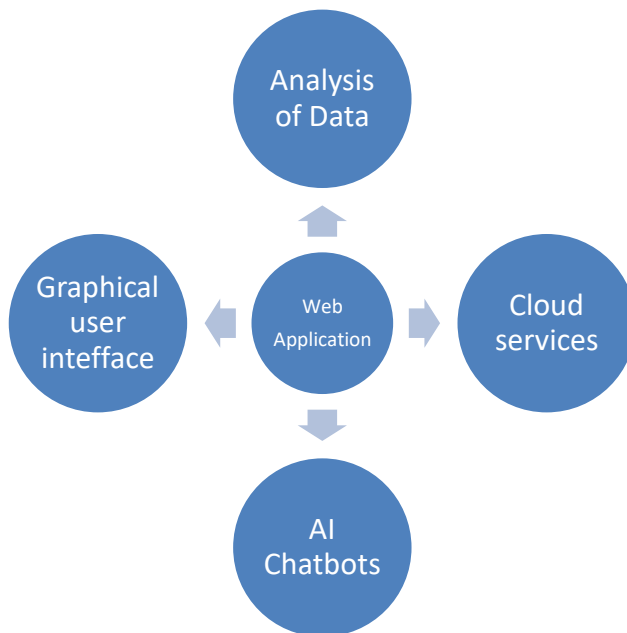 Analysis
of Data
Graphical
user
intefface
Web
Application
Cloud
services
AI
Chatbots